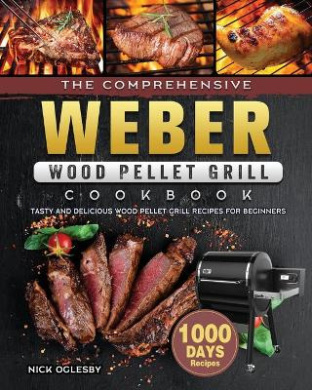 THE COMPREHENSIVE
WEBER
WOOD PELLET GRILL
COOKBOOK
TASTY AND DELICIOUS WOOD PELLET GRILL RECIPES FOR BEGINNERS
1000
DAYS
Recipes
NICK OGLESBY